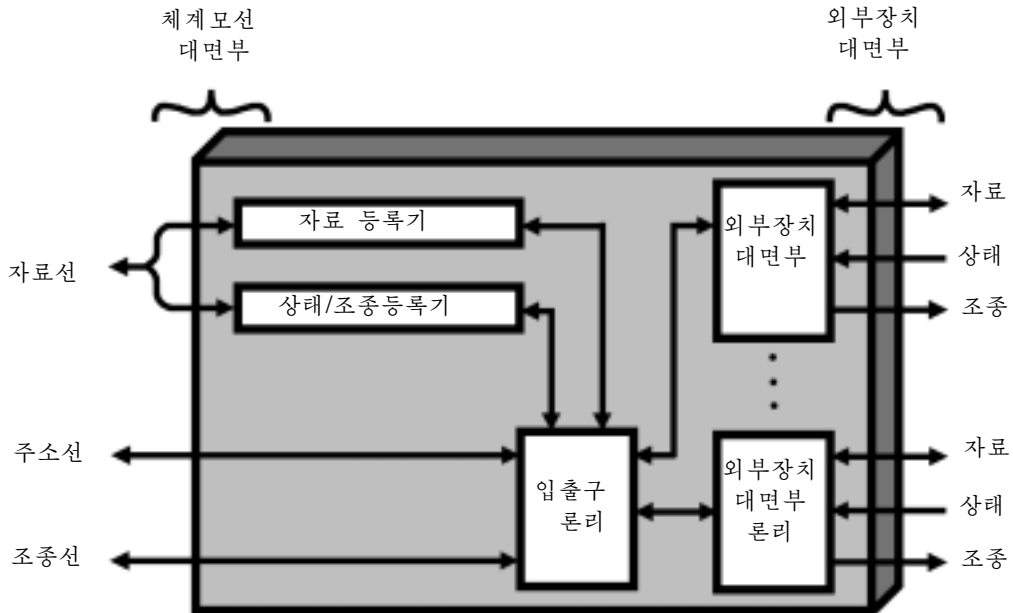 체계모선
대면부
외부장치
대면부
자료 등록기
상태/조종등록기
자료선
주소선
조종선
입출구
론리
외부장치
대면부
자료
상태
조종
외부장치
대면부
론리
자료
상태
조종